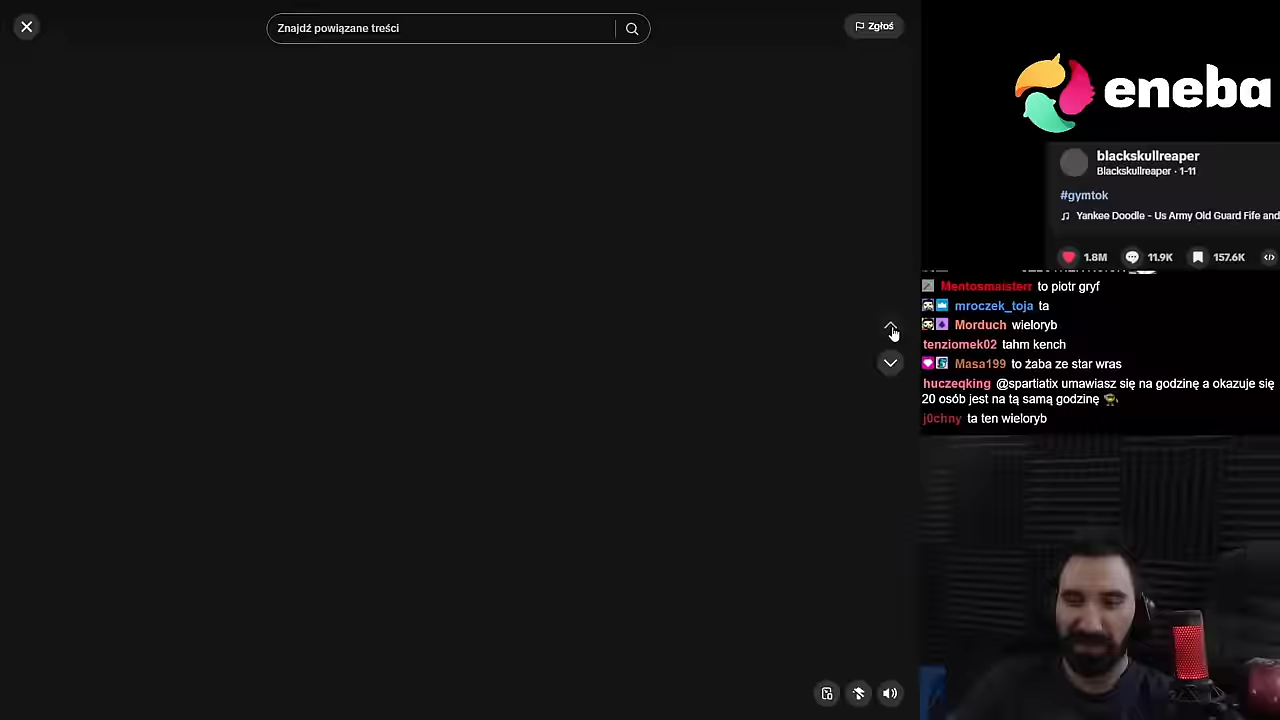 Znajdź powiązane treści
Zgłoś
eneba
blackskullreaper
Blackskullreaper · 1-11
#gymtok
Yankee Doodle - Us Army Old Guard Fife and
1.8M 11.9K 157.6K
Mentosmaisterr to piotr gryf
mroczek_toja ta
Morduch wieloryb
tenziomek02 tahm kench
Masa199 to żaba ze star wras
huczeqking @spartiatix umawiasz się na godzinę a okazuje się
20 osób jest na tą samą godzinę
j0chny ta ten wieloryb